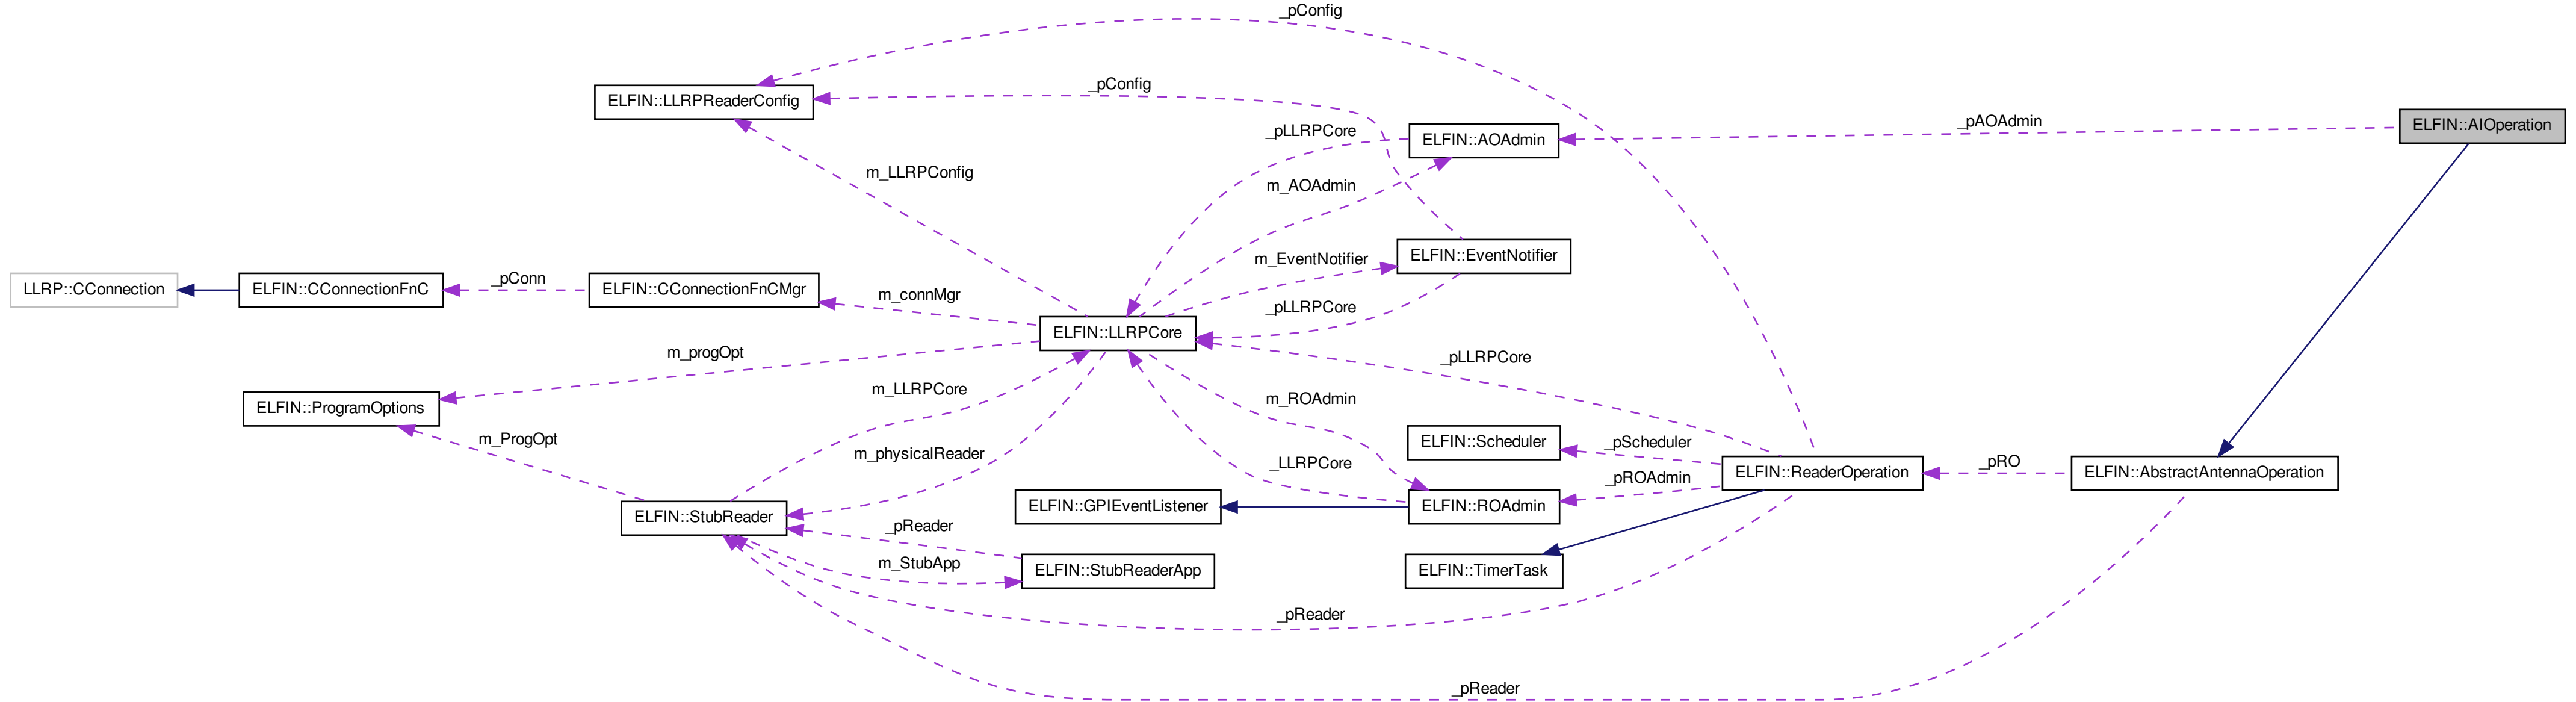 _pConfig
_pConfig
ELFIN::LLRPReaderConfig
_pAOAdmin
ELFIN::AIOperation
_pLLRPCore
ELFIN::AOAdmin
m_LLRPConfig
m_AOAdmin
m_EventNotifier
ELFIN::EventNotifier
LLRP::CConnection
ELFIN::CConnectionFnC
_pConn
ELFIN::CConnectionFnCMgr
m_connMgr
_pLLRPCore
ELFIN::LLRPCore
m_progOpt
_pLLRPCore
m_LLRPCore
m_ROAdmin
ELFIN::ProgramOptions
m_ProgOpt
m_physicalReader
_LLRPCore
ELFIN::Scheduler
_pScheduler
ELFIN::ReaderOperation
_pRO
ELFIN::AbstractAntennaOperation
_pROAdmin
ELFIN::GPIEventListener
ELFIN::ROAdmin
ELFIN::StubReader
_pReader
m_StubApp
ELFIN::StubReaderApp
ELFIN::TimerTask
_pReader
_pReader